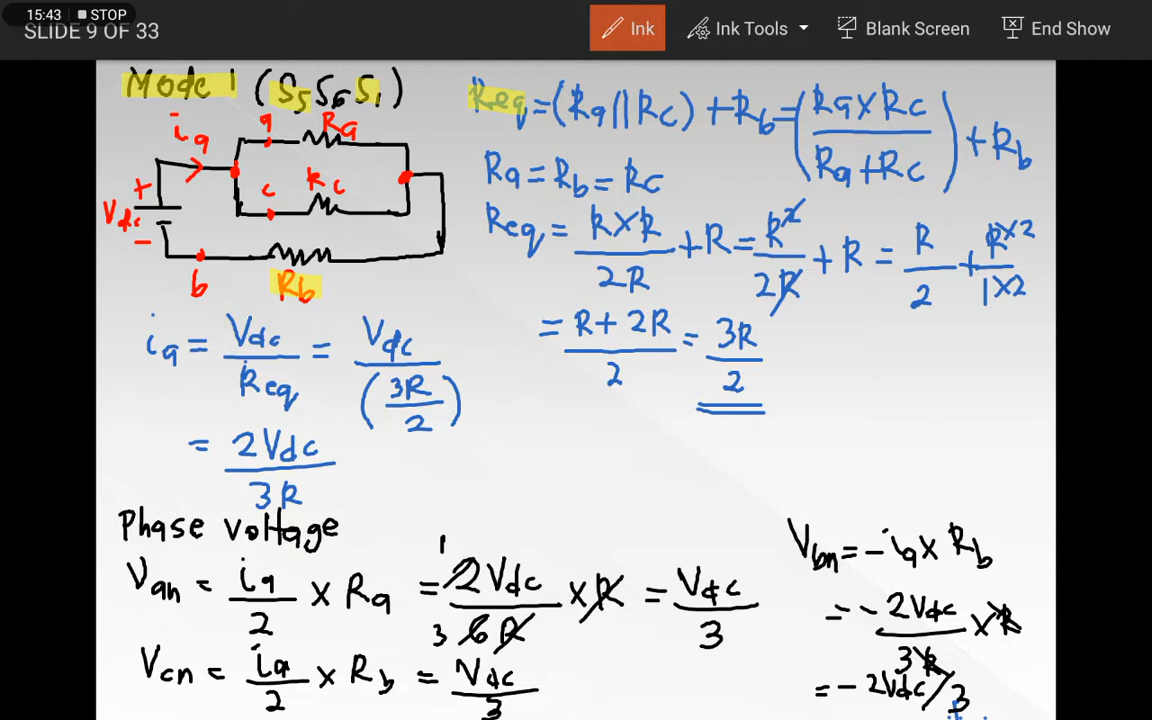 15:43 STOP
SLIDE 9 OF 33
Ink
Ink Tools
Blank Screen
End Show
Mode 1 (S5 S6 S1)
ia
a
Ra
c
Rc
+
Vdc
-
b
Rb
Req = (Ra || Rc) + Rb = (Ra x Rc / Ra + Rc) + Rb
Ra = Rb = Rc
Req = R x R / 2R + R = R² / 2R + R = R / 2 + R x 2 / 1 x 2
= R + 2R / 2 = 3R / 2
ia = Vdc / Req = Vdc / (3R / 2)
= 2Vdc / 3R
Phase voltage
Van = ia / 2 x Ra = 1 2Vdc / 3 6R x R = Vdc / 3
Vcn = ia / 2 x Rb = Vdc / 3
Vbn = -ia x Rb
= - 2Vdc / 3R x R
= - 2Vdc / 3